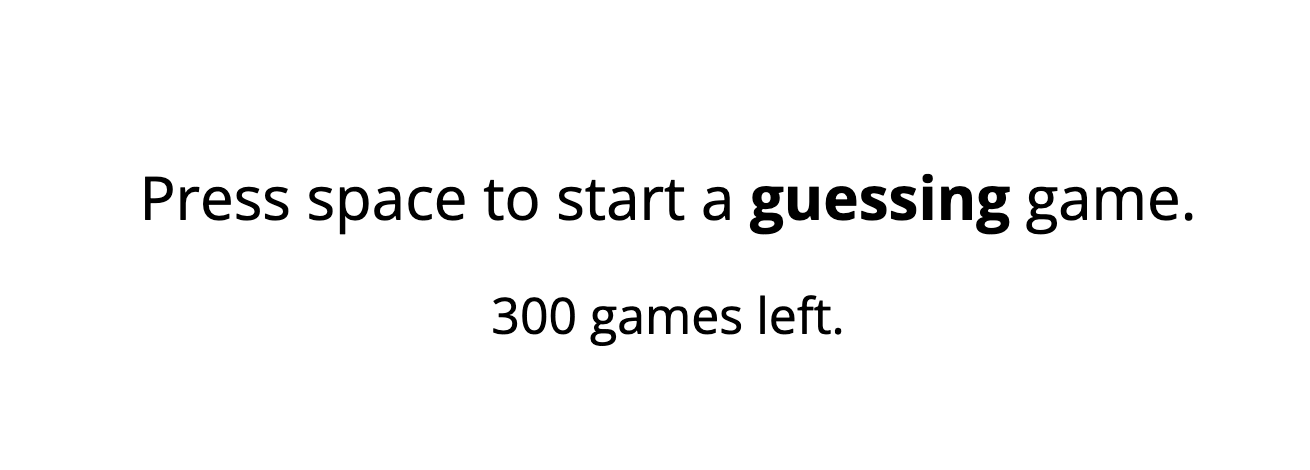 Press space to start a guessing game.
300 games left.